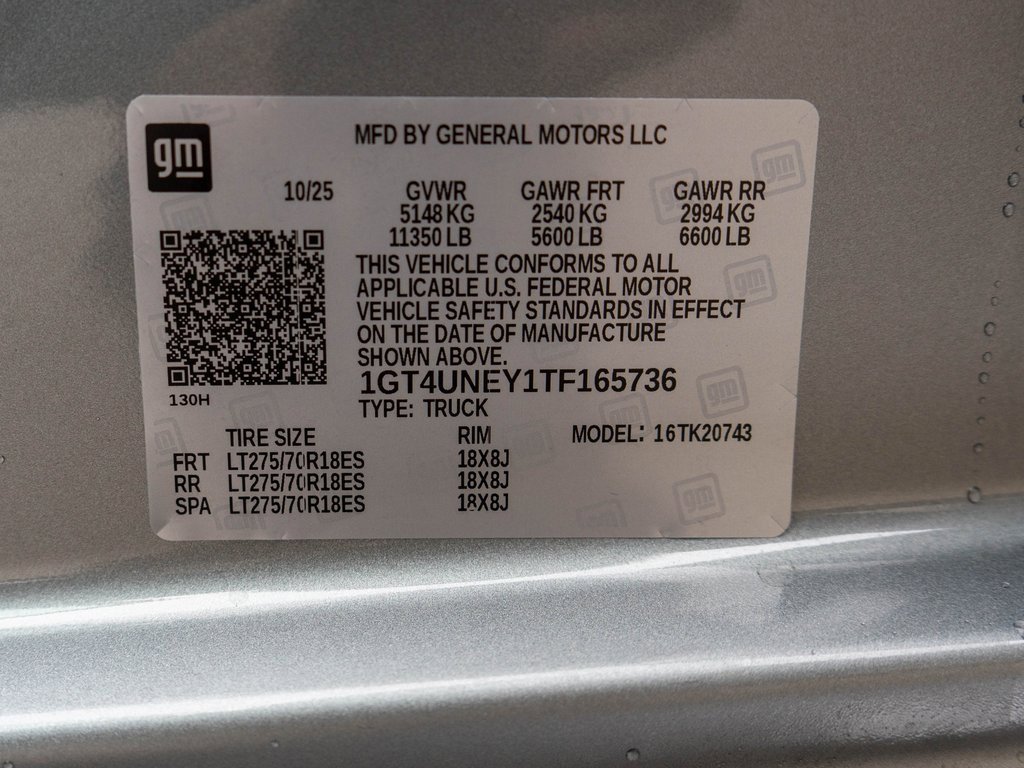 gm
MFD BY GENERAL MOTORS LLC
10/25 GVWR GAWR FRT GAWR RR
5148 KG 2540 KG 2994 KG
11350 LB 5600 LB 6600 LB
THIS VEHICLE CONFORMS TO ALL
APPLICABLE U.S. FEDERAL MOTOR
VEHICLE SAFETY STANDARDS IN EFFECT
ON THE DATE OF MANUFACTURE
SHOWN ABOVE.
1GT4UNEY1TF165736
130H
TYPE: TRUCK
TIRE SIZE RIM MODEL: 16TK20743
FRT LT275/70R18ES 18X8J
RR LT275/70R18ES 18X8J
SPA LT275/70R18ES 18X8J